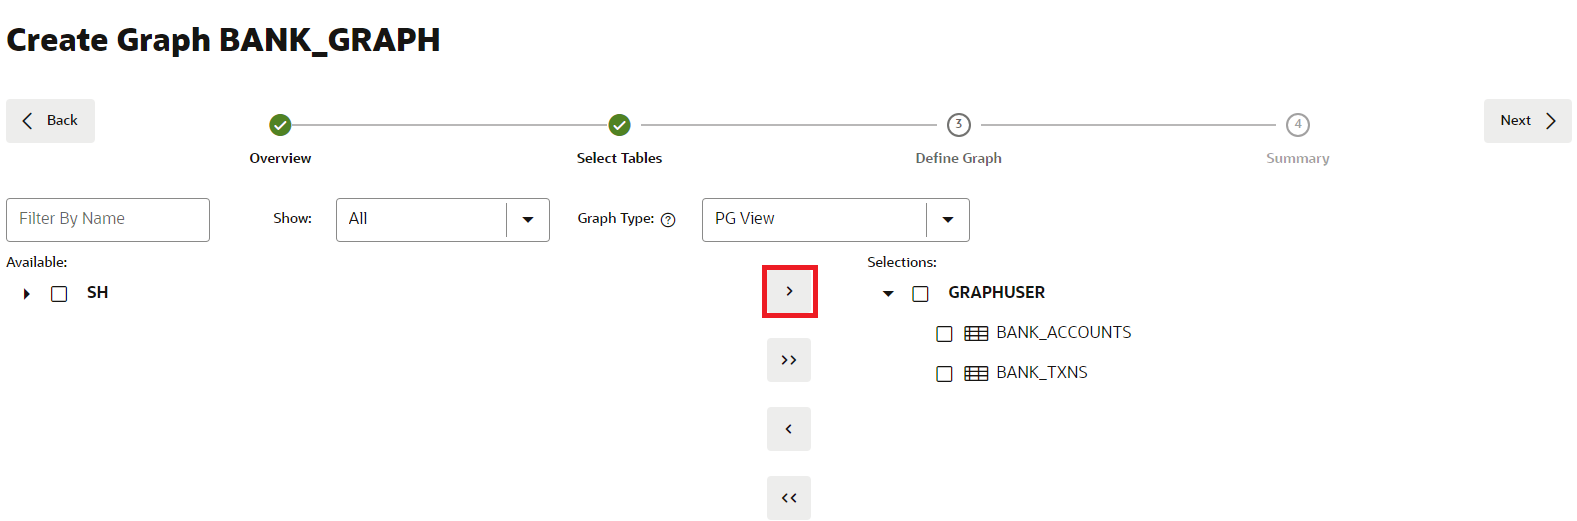 Create Graph BANK_GRAPH
Back
3
4
Next
Overview
Select Tables
Define Graph
Summary
Filter By Name
Show:
All
Graph Type: ?
PG View
Available:
Selections:
SH
>
GRAPHUSER
BANK_ACCOUNTS
>>
BANK_TXNS
<
<<